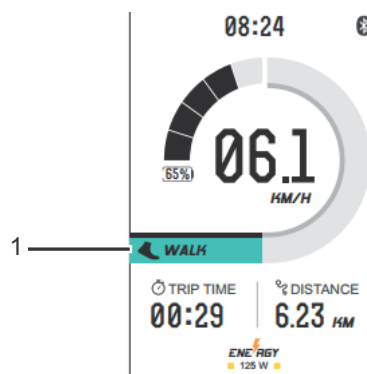 08:24
65%
06.1
KM/H
1
WALK
TRIP TIME
DISTANCE
00:29
6.23 KM
ENERGY
125 W